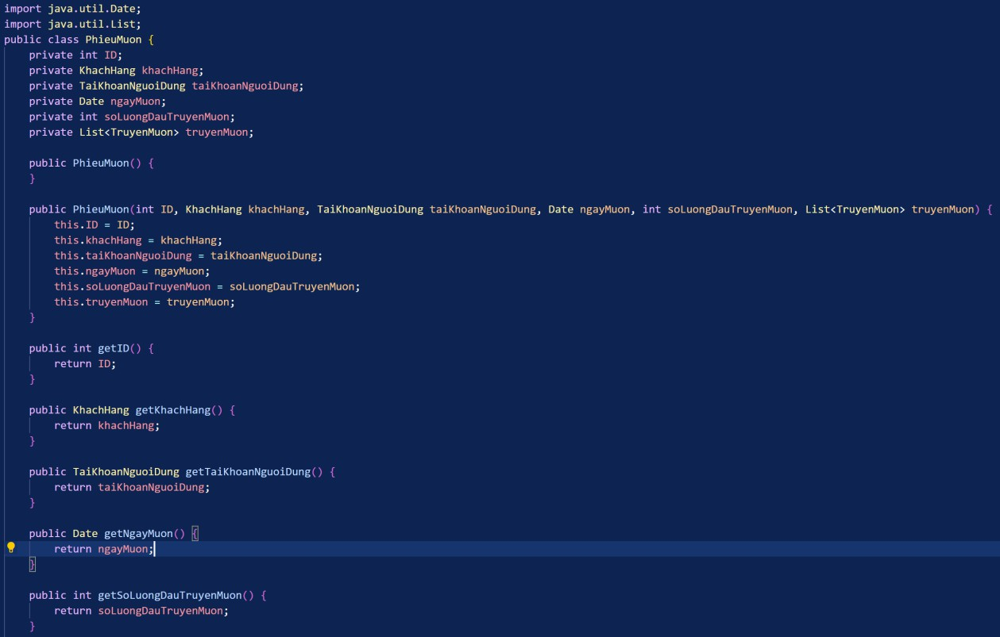 import java.util.Date;
import java.util.List;
public class PhieuMuon {
    private int ID;
    private KhachHang khachHang;
    private TaiKhoanNguoiDung taiKhoanNguoiDung;
    private Date ngayMuon;
    private int soLuongDauTruyenMuon;
    private List<TruyenMuon> truyenMuon;

    public PhieuMuon() {
    }

    public PhieuMuon(int ID, KhachHang khachHang, TaiKhoanNguoiDung taiKhoanNguoiDung, Date ngayMuon, int soLuongDauTruyenMuon, List<TruyenMuon> truyenMuon) {
        this.ID = ID;
        this.khachHang = khachHang;
        this.taiKhoanNguoiDung = taiKhoanNguoiDung;
        this.ngayMuon = ngayMuon;
        this.soLuongDauTruyenMuon = soLuongDauTruyenMuon;
        this.truyenMuon = truyenMuon;
    }

    public int getID() {
        return ID;
    }

    public KhachHang getKhachHang() {
        return khachHang;
    }

    public TaiKhoanNguoiDung getTaiKhoanNguoiDung() {
        return taiKhoanNguoiDung;
    }

    public Date getNgayMuon() {
        return ngayMuon;
    }

    public int getSoLuongDauTruyenMuon() {
        return soLuongDauTruyenMuon;
    }